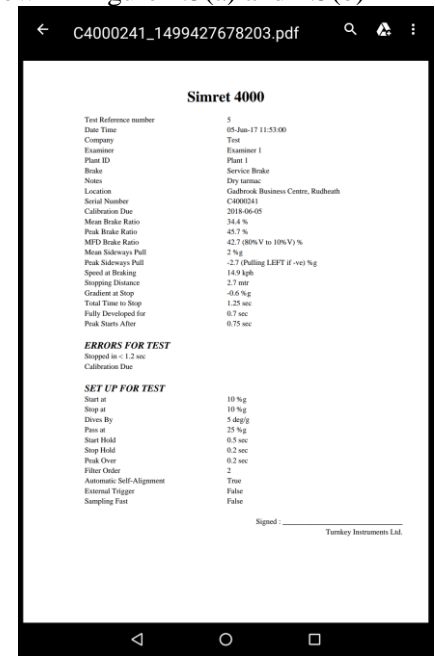 C4000241_1499427678203.pdf
Simret 4000
Test Reference number 5
Date Time 05-Jun-17 11:53:00
Company Test
Examiner Examiner 1
Plant ID Plant 1
Brake Service Brake
Notes Dry tarmac
Location Gadbrook Business Centre, Rudheath
Serial Number C4000241
Calibration Due 2018-06-05
Mean Brake Ratio 34.4 %
Peak Brake Ratio 45.7 %
MFD Brake Ratio 42.7 (80%V to 10%V) %
Mean Sideways Pull 2 %g
Peak Sideways Pull -2.7 (Pulling LEFT if -ve) %g
Speed at Braking 14.9 kph
Stopping Distance 2.7 mtr
Gradient at Stop -0.6 %g
Total Time to Stop 1.25 sec
Fully Developed for 0.7 sec
Peak Starts After 0.75 sec
ERRORS FOR TEST
Stopped in < 1.2 sec
Calibration Due
SET UP FOR TEST
Start at 10 %g
Stop at 10 %g
Dives By 5 deg/g
Pass at 25 %g
Start Hold 0.5 sec
Stop Hold 0.2 sec
Peak Over 0.2 sec
Filter Order 2
Automatic Self-Alignment True
External Trigger False
Sampling Fast False
Signed :
Turnkey Instruments Ltd.